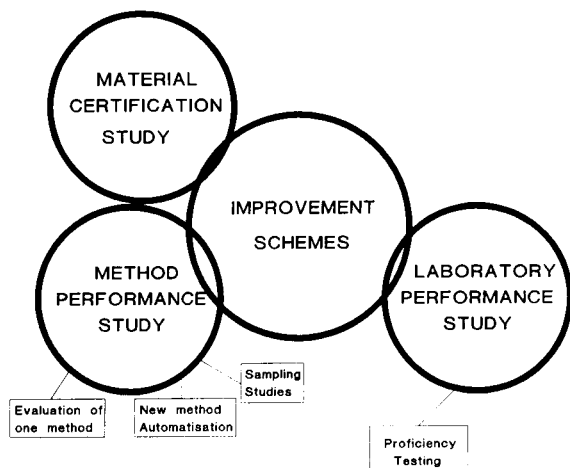 MATERIAL
CERTIFICATION
STUDY
IMPROVEMENT
SCHEMES
METHOD
PERFORMANCE
STUDY
LABORATORY
PERFORMANCE
STUDY
Sampling
Studies
Evaluation of
one method
New method
Automatisation
Proficiency
Testing